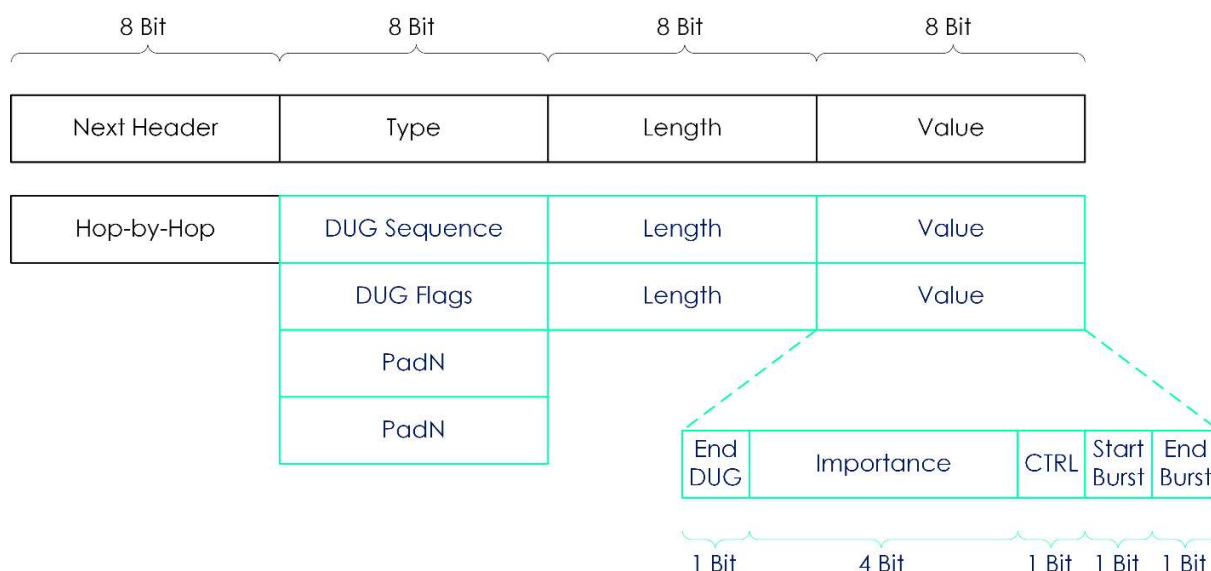 8 Bit 8 Bit 8 Bit 8 Bit
Next Header Type Length Value
Hop-by-Hop DUG Sequence Length Value
DUG Flags Length Value
PadN
PadN
End DUG Importance CTRL Start Burst End Burst
1 Bit 4 Bit 1 Bit 1 Bit 1 Bit